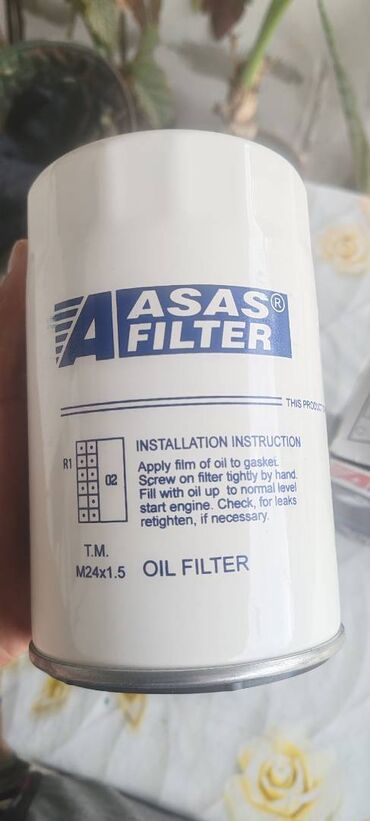 A ASAS®
FILTER
THIS PRODUCT
INSTALLATION INSTRUCTION
R1
02
Apply film of oil to gasket.
Screw on filter tightly by hand.
Fill with oil up to normal level
start engine. Check, for leaks
retighten, if necessary.
T.M.
M24x1.5 OIL FILTER